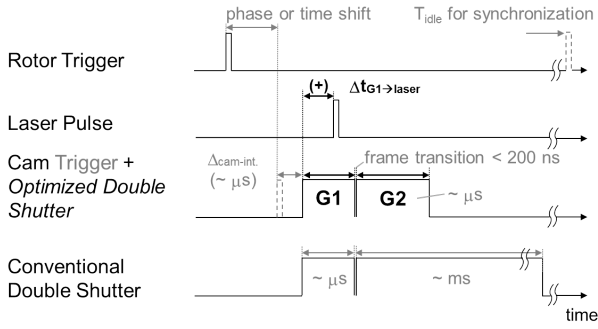 phase or time shift
T_idle for synchronization
Rotor Trigger
(+)
Δt_G1→laser
Laser Pulse
Cam Trigger +
Optimized Double
Shutter
Δcam-int.
(~ μs)
frame transition < 200 ns
G1
G2
~ μs
Conventional
Double Shutter
~ μs
~ ms
time